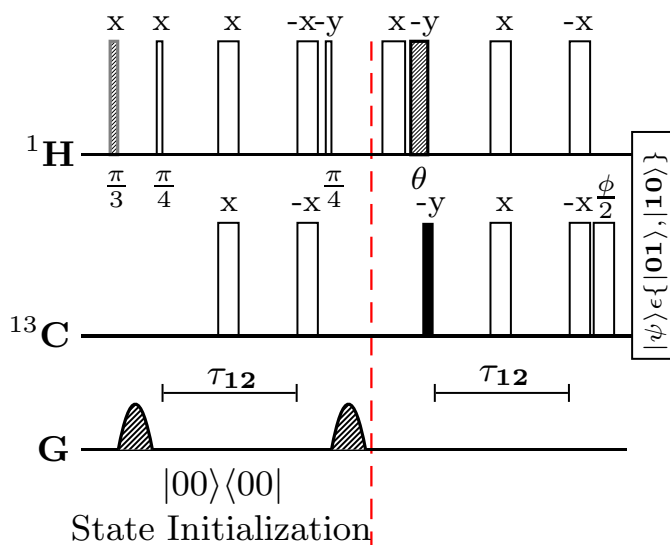 x x x -x -y x -y x -x
¹H
π/3 π/4 π/4 θ
x -x -y x -x ϕ/2
¹³C
|ψ⟩ϵ{|01⟩,|10⟩}
τ₁₂ τ₁₂
G
|00⟩⟨00|
State Initialization